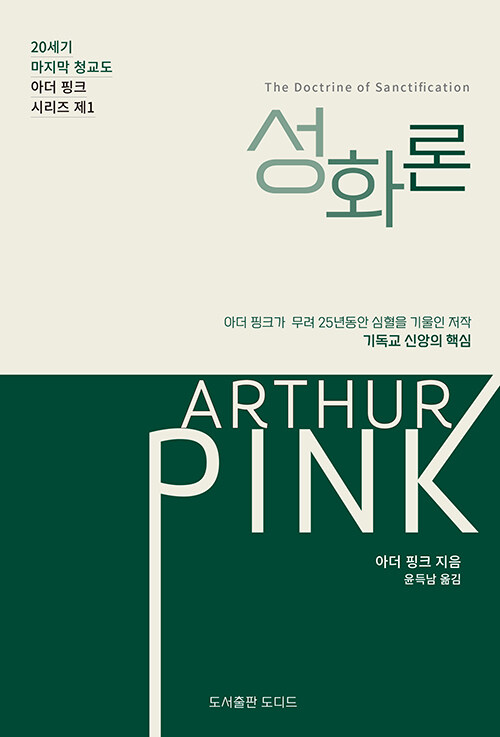 20세기
마지막 청교도
아더 핑크
시리즈 제1
The Doctrine of Sanctification
성화론
아더 핑크가 무려 25년동안 심혈을 기울인 저작
기독교 신앙의 핵심
ARTHUR
PINK
아더 핑크 지음
윤득남 옮김
도서출판 도디드